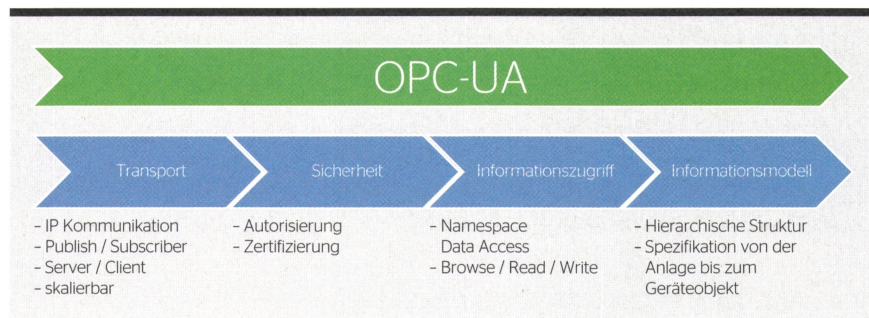 OPC-UA
Transport
Sicherheit
Informationszugriff
Informationsmodell
– IP Kommunikation
– Publish / Subscriber
– Server / Client
– skalierbar
– Autorisierung
– Zertifizierung
– Namespace
Data Access
– Browse / Read / Write
– Hierarchische Struktur
– Spezifikation von der
Anlage bis zum
Geräteobjekt